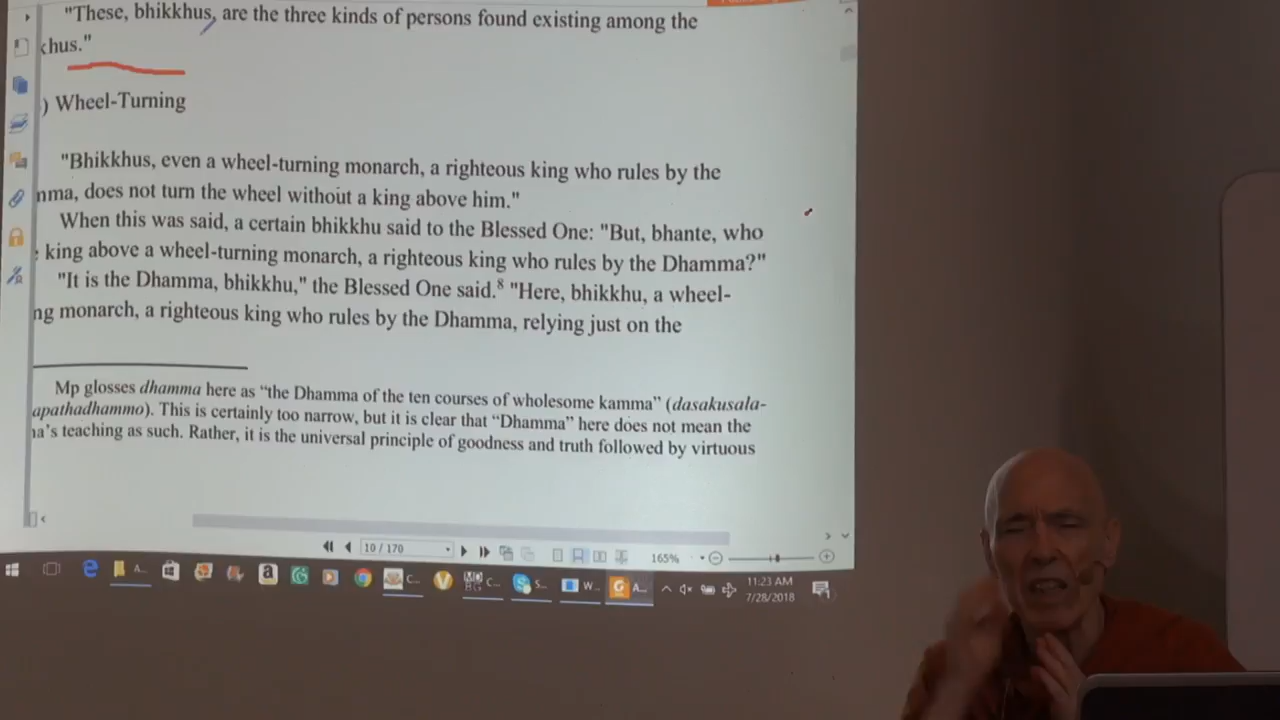 "These, bhikkhus, are the three kinds of persons found existing among the
khus."
) Wheel-Turning
"Bhikkhus, even a wheel-turning monarch, a righteous king who rules by the
nma, does not turn the wheel without a king above him."
When this was said, a certain bhikkhu said to the Blessed One: "But, bhante, who
king above a wheel-turning monarch, a righteous king who rules by the Dhamma?"
"It is the Dhamma, bhikkhu," the Blessed One said.⁸ "Here, bhikkhu, a wheel-
ng monarch, a righteous king who rules by the Dhamma, relying just on the
Mp glosses dhamma here as “the Dhamma of the ten courses of wholesome kamma” (dasakusala-
apathadhammo). This is certainly too narrow, but it is clear that “Dhamma” here does not mean the
na’s teaching as such. Rather, it is the universal principle of goodness and truth followed by virtuous
10 / 170
165%
A...
C...
C...
S...
W...
A...
11:23 AM
7/28/2018